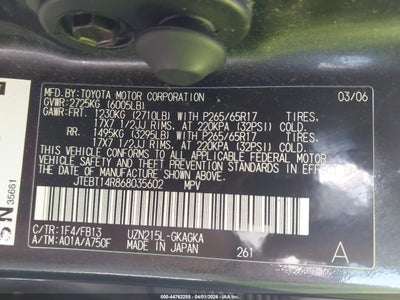 MFD.BY:TOYOTA MOTOR CORPORATION 03/06
GVWR:2725KG (6005LB)
GAWR:FRT. 1230KG (2710LB) WITH P265/65R17 TIRES,
17X7 1/2JJ RIMS, AT 220KPA (32PSI) COLD.
RR. 1495KG (3295LB) WITH P265/65R17 TIRES,
17X7 1/2JJ RIMS, AT 220KPA (32PSI) COLD.
THIS VEHICLE CONFORMS TO ALL APPLICABLE
FEDERAL MOTOR VEHICLE SAFETY AND THEFT
PREVENTION STANDARDS IN EFFECT ON THE DATE
OF MANUFACTURE SHOWN ABOVE.
JTEBT14R868035602 MPV
C/TR:1F4/FB13 UZN215L-GKAGKA
A/TM:A01A/A750F MADE IN JAPAN 261 A
N 35661
000-44762255 - 04/01/2026 - IAAI.COM